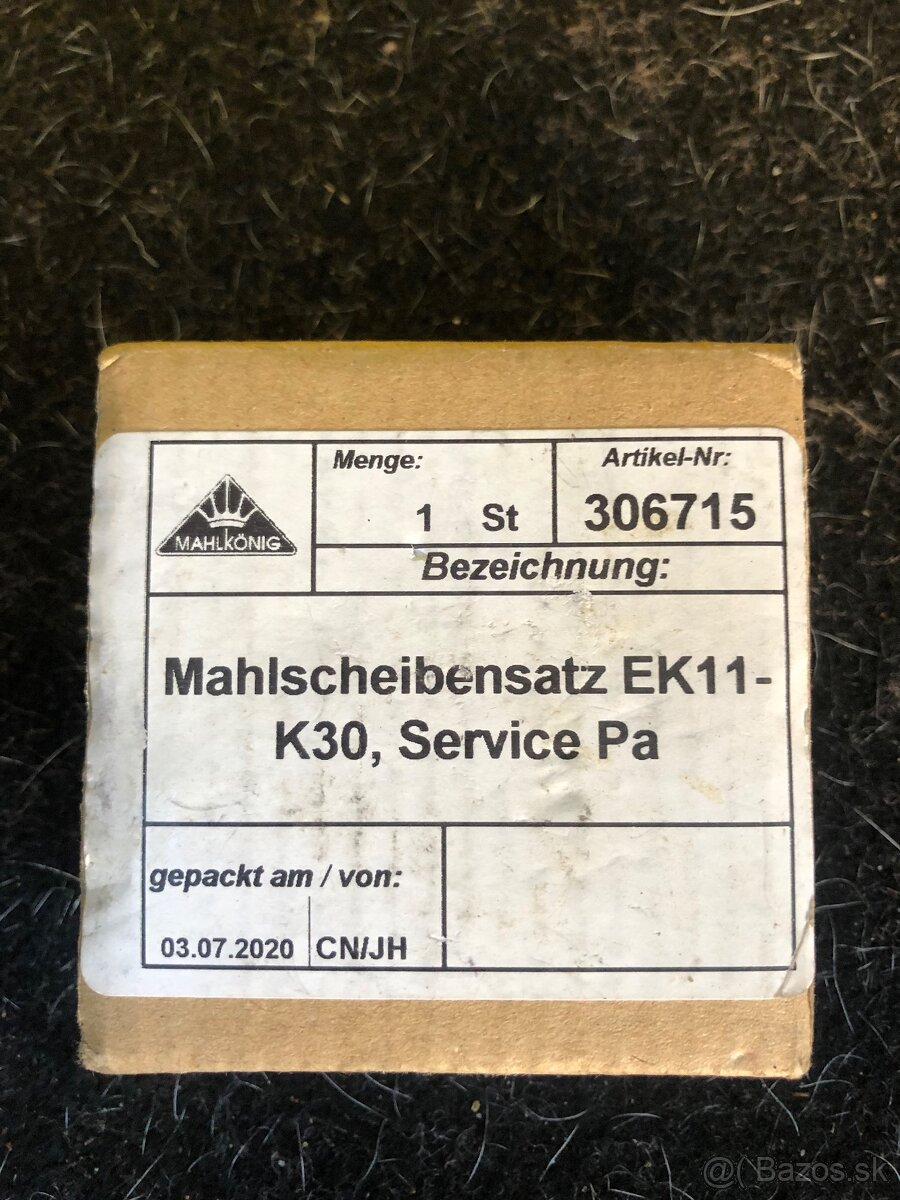 MAHLKÖNIG
Menge:
1 St
Artikel-Nr:
306715
Bezeichnung:
Mahlscheibensatz EK11-
K30, Service Pa
gepackt am / von:
03.07.2020 CN/JH
@( Bazos.sk